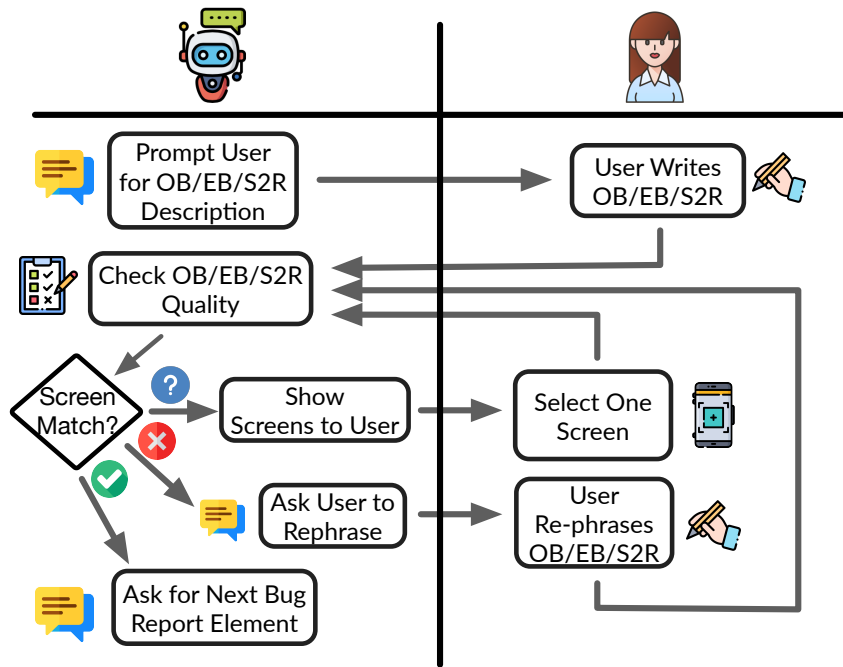 Prompt User
for OB/EB/S2R
Description
User Writes
OB/EB/S2R
Check OB/EB/S2R
Quality
Screen
Match?
?
Show
Screens to User
Select One
Screen
Ask User to
Rephrase
User
Re-phrases
OB/EB/S2R
Ask for Next Bug
Report Element